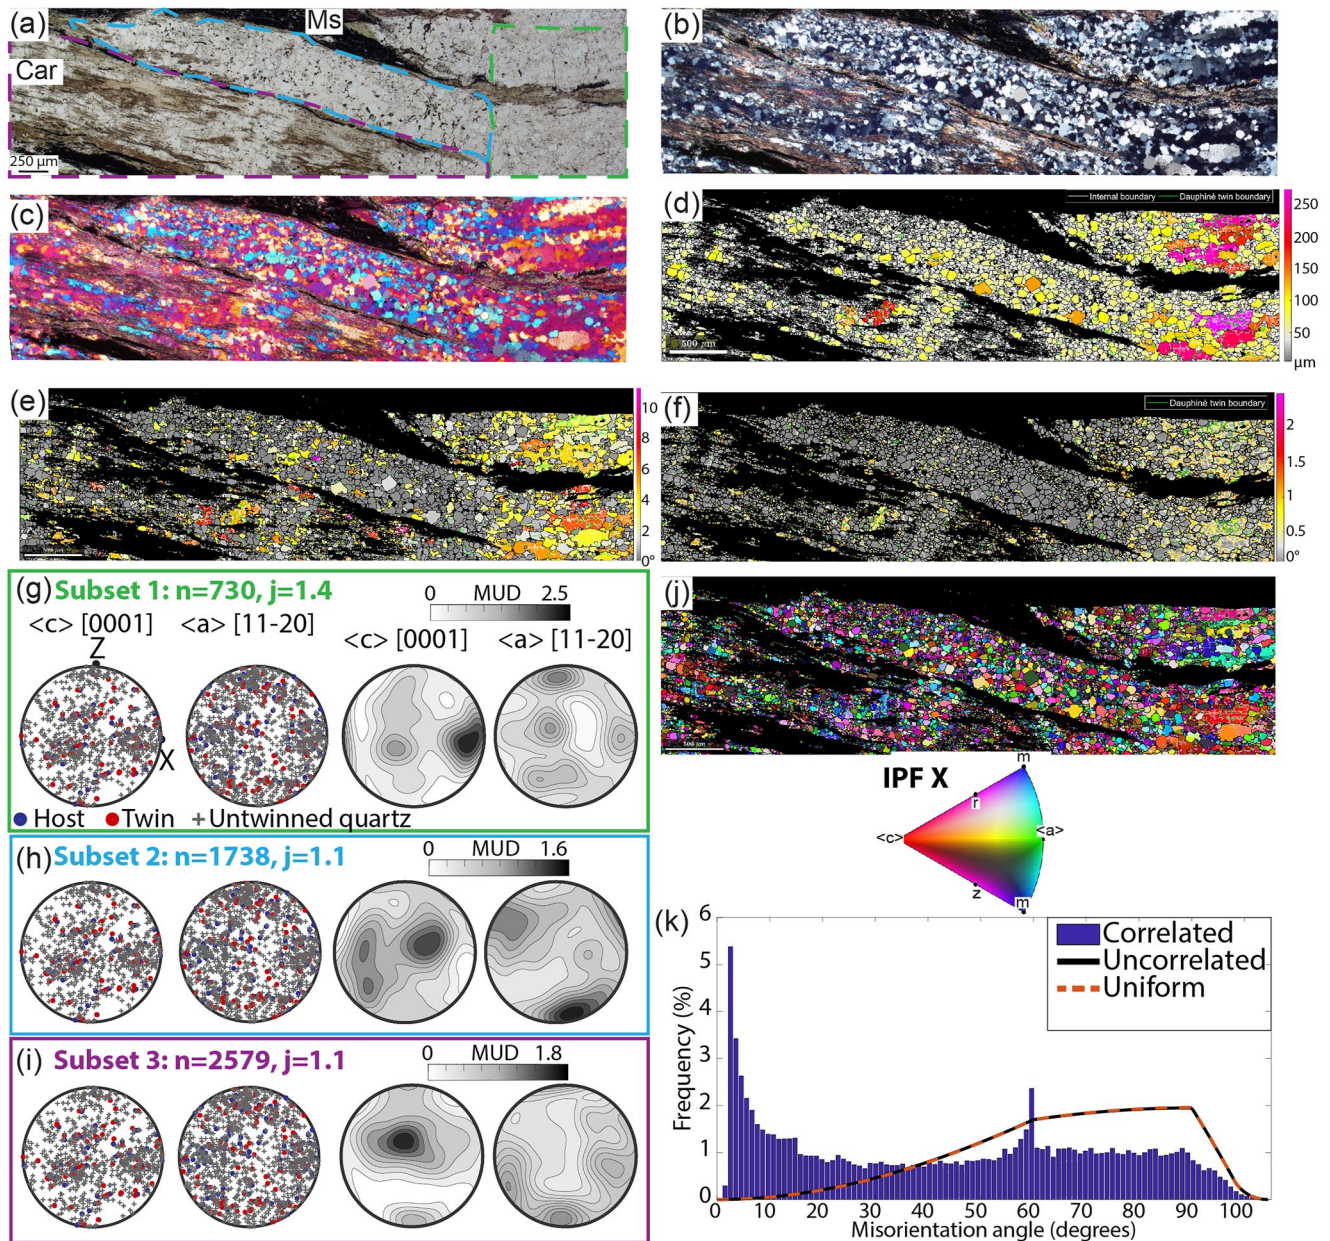 (a)
Ms
Car
250 µm
(b)
(c)
(d)
Internal boundary
Dauphiné twin boundary
250
200
150
100
50
µm
500 µm
(e)
10
8
6
4
2
0°
(f)
Dauphiné twin boundary
2
1.5
1
0.5
0°
(g) Subset 1: n=730, j=1.4
0 MUD 2.5
<c> [0001] <a> [11-20] <c> [0001] <a> [11-20]
Z
X
Host Twin Untwinned quartz
(h) Subset 2: n=1738, j=1.1
0 MUD 1.6
(i) Subset 3: n=2579, j=1.1
0 MUD 1.8
(j)
IPF X
m
r
<c>
<a>
z
m
(k)
Correlated
Uncorrelated
Uniform
6
5
4
3
2
1
0
Frequency (%)
0 10 20 30 40 50 60 70 80 90 100
Misorientation angle (degrees)